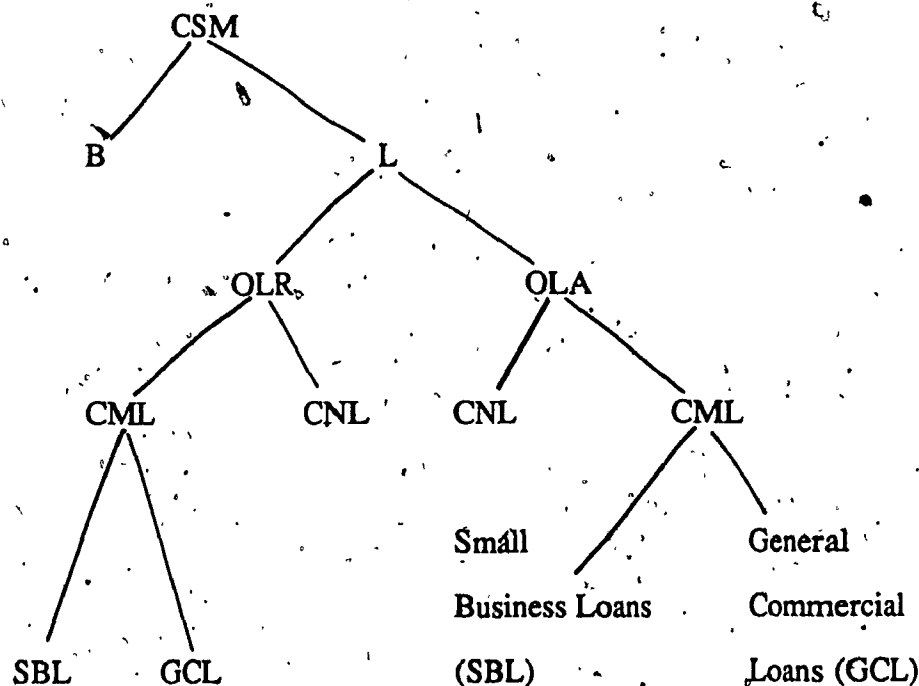 CSM
B
L
OLR
OLA
CML
CNL
CNL
CML
Small
General
Business Loans
Commercial
SBL
GCL
(SBL)
Loans (GCL)